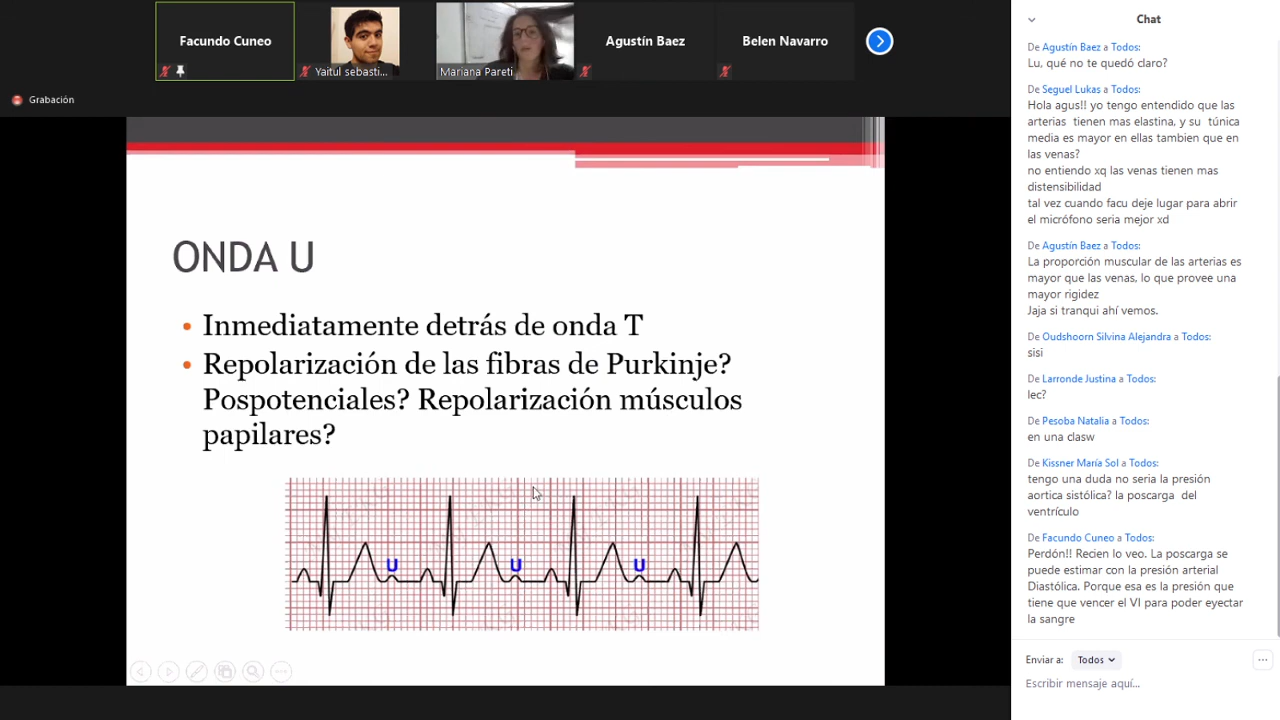 Facundo Cuneo
Yaitul sebasti...
Mariana Pareti
Agustín Baez
Belen Navarro
Grabación
ONDA U
• Inmediatamente detrás de onda T
• Repolarización de las fibras de Purkinje?
Pospotenciales? Repolarización músculos
papilares?
U U U
Chat
De Agustín Baez a Todos:
Lu, qué no te quedó claro?
De Seguel Lukas a Todos:
Hola agus!! yo tengo entendido que las
arterias tienen mas elastina, y su túnica
media es mayor en ellas tambien que en
las venas?
no entiendo xq las venas tienen mas
distensibilidad
tal vez cuando facu deje lugar para abrir
el micrófono seria mejor xd
De Agustín Baez a Todos:
La proporción muscular de las arterias es
mayor que las venas, lo que provee una
mayor rigidez
Jaja si tranqui ahí vemos.
De Oudshoorn Silvina Alejandra a Todos:
sisi
De Larronde Justina a Todos:
lec?
De Pesoba Natalia a Todos:
en una clasw
De Kissner María Sol a Todos:
tengo una duda no seria la presión
aortica sistólica? la poscarga del
ventrículo
De Facundo Cuneo a Todos:
Perdón!! Recien lo veo. La poscarga se
puede estimar con la presión arterial
Diastólica. Porque esa es la presión que
tiene que vencer el VI para poder eyectar
la sangre
Enviar a: Todos
Escribir mensaje aquí...